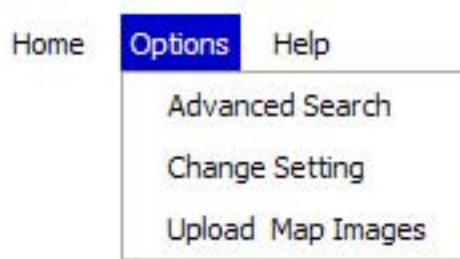 Home Options Help
Advanced Search
Change Setting
Upload Map Images